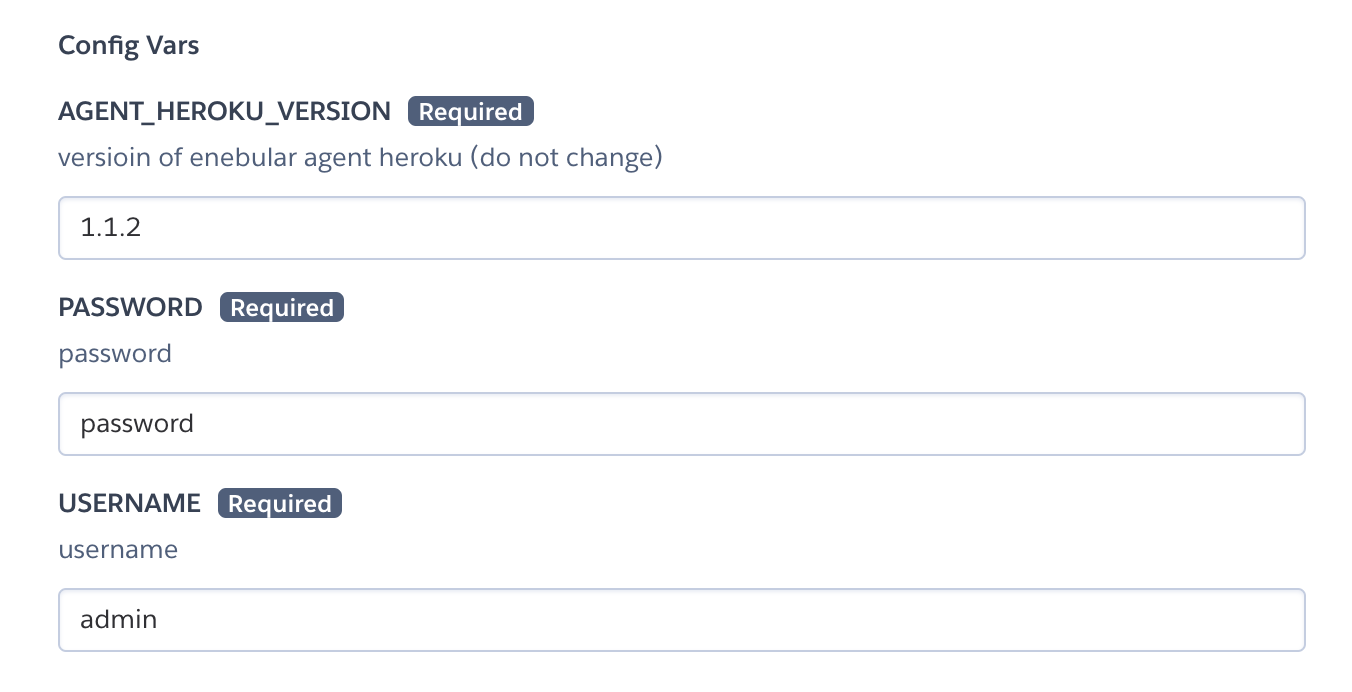 Config Vars
AGENT_HEROKU_VERSION Required
versioin of enebular agent heroku (do not change)
1.1.2
PASSWORD Required
password
password
USERNAME Required
username
admin